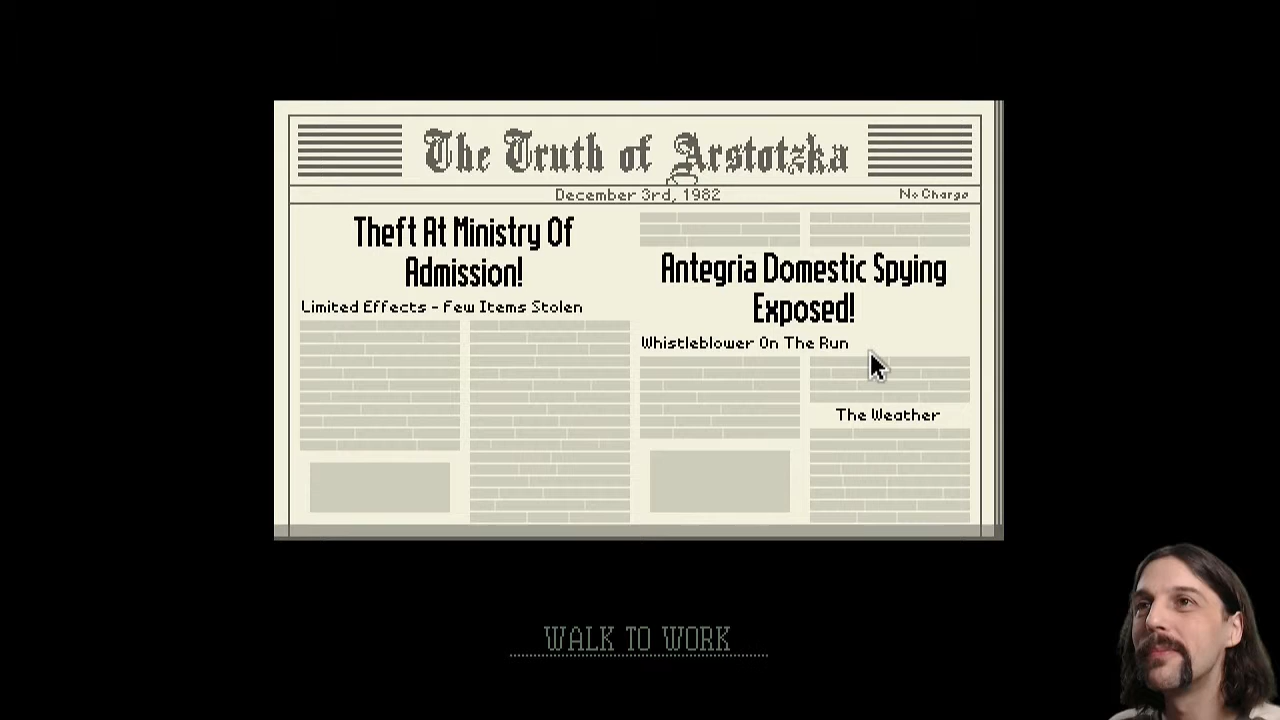 The Truth of Arstotzka
December 3rd, 1982
No Charge
Theft At Ministry Of
Admission!
Limited Effects - Few Items Stolen
Antegria Domestic Spying
Exposed!
Whistleblower On The Run
The Weather
WALK TO WORK